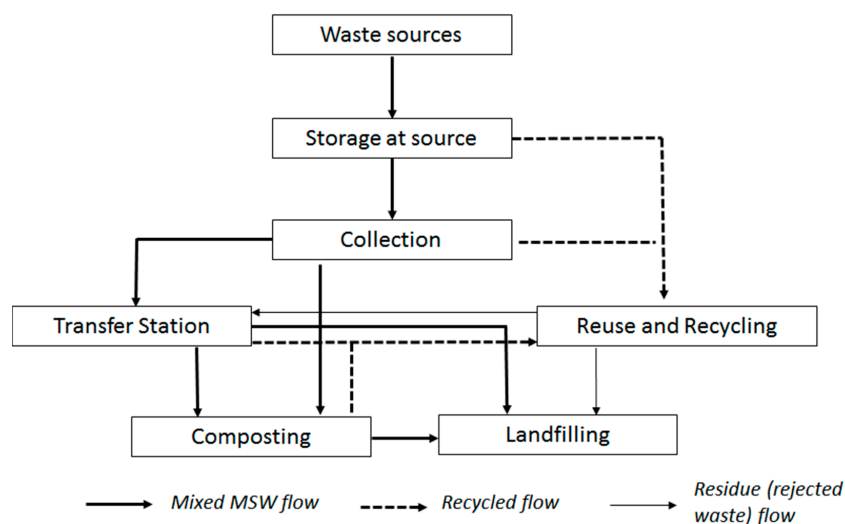 Waste sources
Storage at source
Collection
Transfer Station
Reuse and Recycling
Composting
Landfilling
Mixed MSW flow
Recycled flow
Residue (rejected
waste) flow